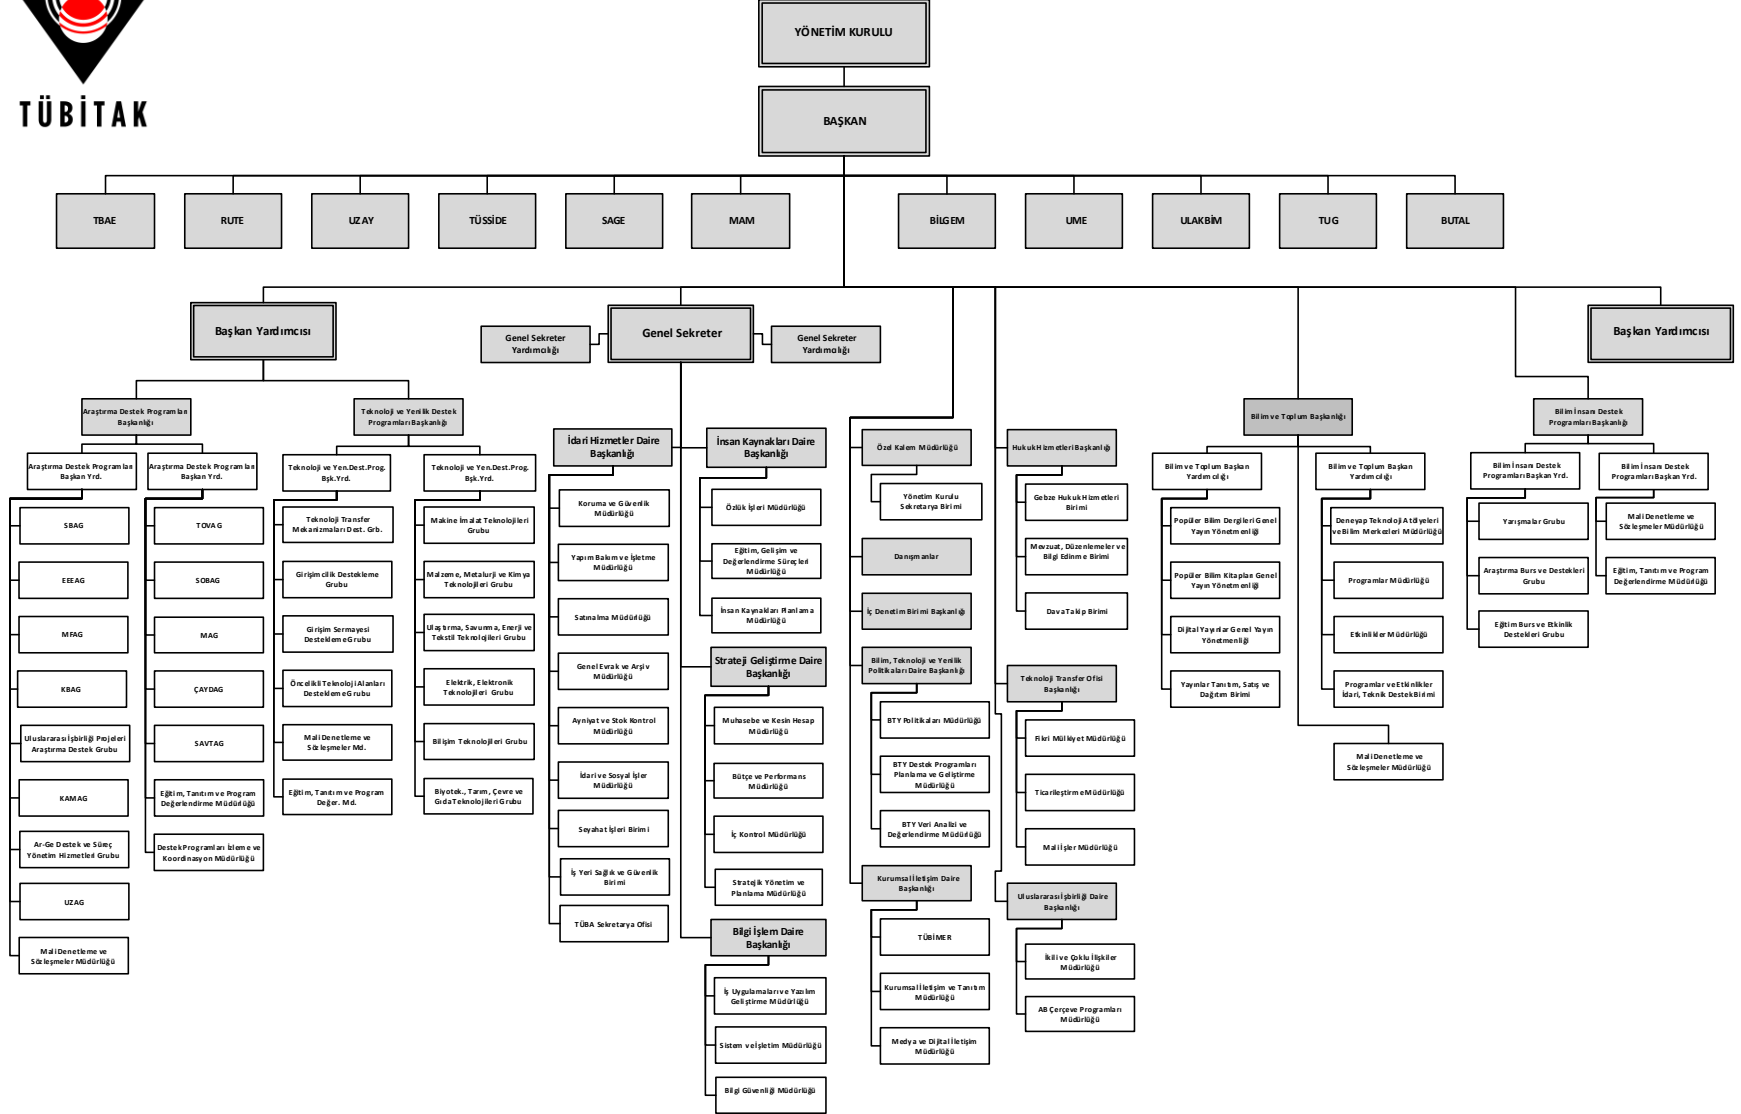 TÜBİTAK
YÖNETİM KURULU
BAŞKAN
TBAE
RUTE
UZAY
TÜSSİDE
SAGE
MAM
BİLGEM
UME
ULAKBİM
TUG
BUTAL
Başkan Yardımcısı
Genel Sekreter
Yardımcılığı
Genel Sekreter
Genel Sekreter
Yardımcılığı
Başkan Yardımcısı
Araştırma Destek Programları
Başkanlığı
Araştırma Destek Programları
Başkan Yrd.
SBAG
EEEAG
MFAG
KBAG
Uluslararası İşbirliği Projeleri
Araştırma Destek Grubu
KAMAG
Ar-Ge Destek ve Süreç
Yönetim Hizmetleri Grubu
UZAG
Mali Denetleme ve
Sözleşmeler Müdürlüğü
Araştırma Destek Programları
Başkan Yrd.
TOVAG
SOBAG
MAG
ÇAYDAG
SAVTAG
Eğitim, Tanıtım ve Program
Değerlendirme Müdürlüğü
Destek Programları İzleme ve
Koordinasyon Müdürlüğü
Teknoloji ve Yenilik Destek
Programları Başkanlığı
Teknoloji ve Yen.Dest.Prog.
Bşk.Yrd.
Teknoloji Transfer
Mekanizmaları Dest. Grb.
Girişimcilik Destekleme
Grubu
Girişim Sermayesi
Destekleme Grubu
Öncelikli Teknoloji Alanları
Destekleme Grubu
Mali Denetleme ve
Sözleşmeler Md.
Eğitim, Tanıtım ve Program
Değer. Md.
Teknoloji ve Yen.Dest.Prog.
Bşk.Yrd.
Makine İmalat Teknolojileri
Grubu
Malzeme, Metalurji ve Kimya
Teknolojileri Grubu
Ulaştırma, Savunma, Enerji ve
Tekstil Teknolojileri Grubu
Elektrik, Elektronik
Teknolojileri Grubu
Bilişim Teknolojileri Grubu
Biyotek., Tarım, Çevre ve
Gıda Teknolojileri Grubu
İdari Hizmetler Daire
Başkanlığı
Koruma ve Güvenlik
Müdürlüğü
Yapım Bakım ve İşletme
Müdürlüğü
Satınalma Müdürlüğü
Genel Evrak ve Arşiv
Müdürlüğü
Ayniyat ve Stok Kontrol
Müdürlüğü
İdari ve Sosyal İşler
Müdürlüğü
Seyahat İşleri Birimi
İş Yeri Sağlık ve Güvenlik
Birimi
TÜBA Sekretarya Ofisi
İnsan Kaynakları Daire
Başkanlığı
Özlük İşleri Müdürlüğü
Eğitim, Gelişim ve
Değerlendirme Süreçleri
Müdürlüğü
İnsan Kaynakları Planlama
Müdürlüğü
Strateji Geliştirme Daire
Başkanlığı
Muhasebe ve Kesin Hesap
Müdürlüğü
Bütçe ve Performans
Müdürlüğü
İç Kontrol Müdürlüğü
Stratejik Yönetim ve
Planlama Müdürlüğü
Bilgi İşlem Daire
Başkanlığı
İş Uygulamaları ve Yazılım
Geliştirme Müdürlüğü
Sistem ve İşletim Müdürlüğü
Bilgi Güvenliği Müdürlüğü
Özel Kalem Müdürlüğü
Yönetim Kurulu
Sekretarya Birimi
Danışmanlar
İç Denetim Birimi Başkanlığı
Bilim, Teknoloji ve Yenilik
Politikaları Daire Başkanlığı
BTY Politikaları Müdürlüğü
BTY Destek Programları
Planlama ve Geliştirme
Müdürlüğü
BTY Veri Analizi ve
Değerlendirme Müdürlüğü
Kurumsal İletişim Daire
Başkanlığı
TÜBİMER
Kurumsal İletişim ve Tanıtım
Müdürlüğü
Medya ve Dijital İletişim
Müdürlüğü
Hukuk Hizmetleri Başkanlığı
Gebze Hukuk Hizmetleri
Birimi
Mevzuat, Düzenlemeler ve
Bilgi Edinme Birimi
Dava Takip Birimi
Teknoloji Transfer Ofisi
Başkanlığı
Fikri Mülkiyet Müdürlüğü
Ticarileştirme Müdürlüğü
Mali İşler Müdürlüğü
Uluslararası İşbirliği Daire
Başkanlığı
İkili ve Çoklu İlişkiler
Müdürlüğü
AB Çerçeve Programları
Müdürlüğü
Bilim ve Toplum Başkanlığı
Bilim ve Toplum Başkan
Yardımcılığı
Popüler Bilim Dergileri Genel
Yayın Yönetmenliği
Popüler Bilim Kitapları Genel
Yayın Yönetmenliği
Dijital Yayınlar Genel Yayın
Yönetmenliği
Yayınlar Tanıtım, Satış ve
Dağıtım Birimi
Bilim ve Toplum Başkan
Yardımcılığı
Deneyap Teknoloji Atölyeleri
ve Bilim Merkezleri Müdürlüğü
Programlar Müdürlüğü
Etkinlikler Müdürlüğü
Programlar ve Etkinlikler
İdari, Teknik Destek Birimi
Mali Denetleme ve
Sözleşmeler Müdürlüğü
Bilim İnsanı Destek
Programları Başkanlığı
Bilim İnsanı Destek
Programları Başkan Yrd.
Yarışmalar Grubu
Araştırma Burs ve Destekleri
Grubu
Eğitim Burs ve Etkinlik
Destekleri Grubu
Bilim İnsanı Destek
Programları Başkan Yrd.
Mali Denetleme ve
Sözleşmeler Müdürlüğü
Eğitim, Tanıtım ve Program
Değerlendirme Müdürlüğü